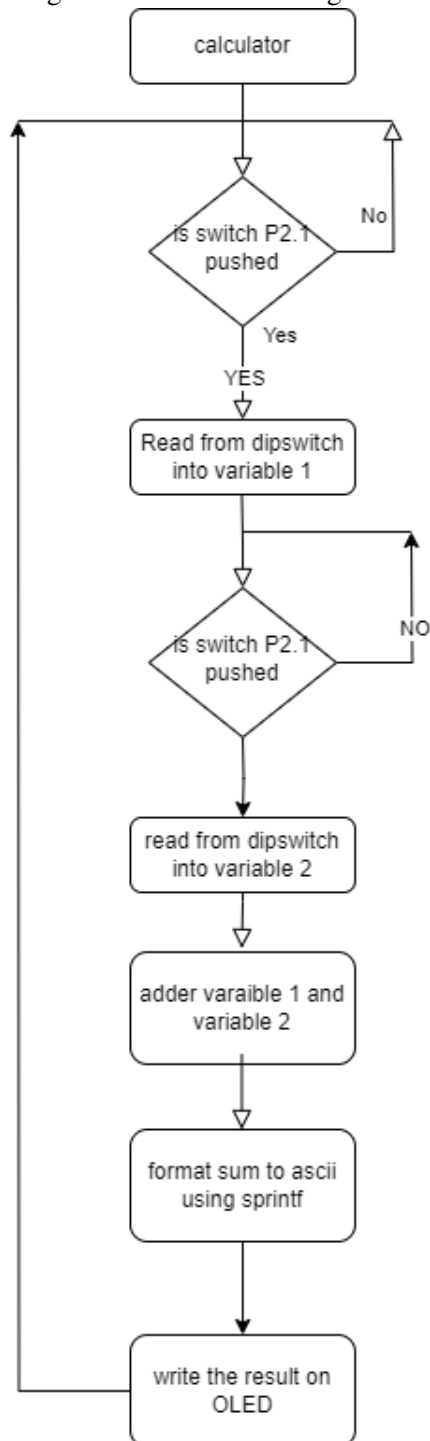 calculator
is switch P2.1
pushed
No
Yes
YES
Read from dipswitch
into variable 1
is switch P2.1
pushed
NO
read from dipswitch
into variable 2
adder varaible 1 and
variable 2
format sum to ascii
using sprintf
write the result on
OLED